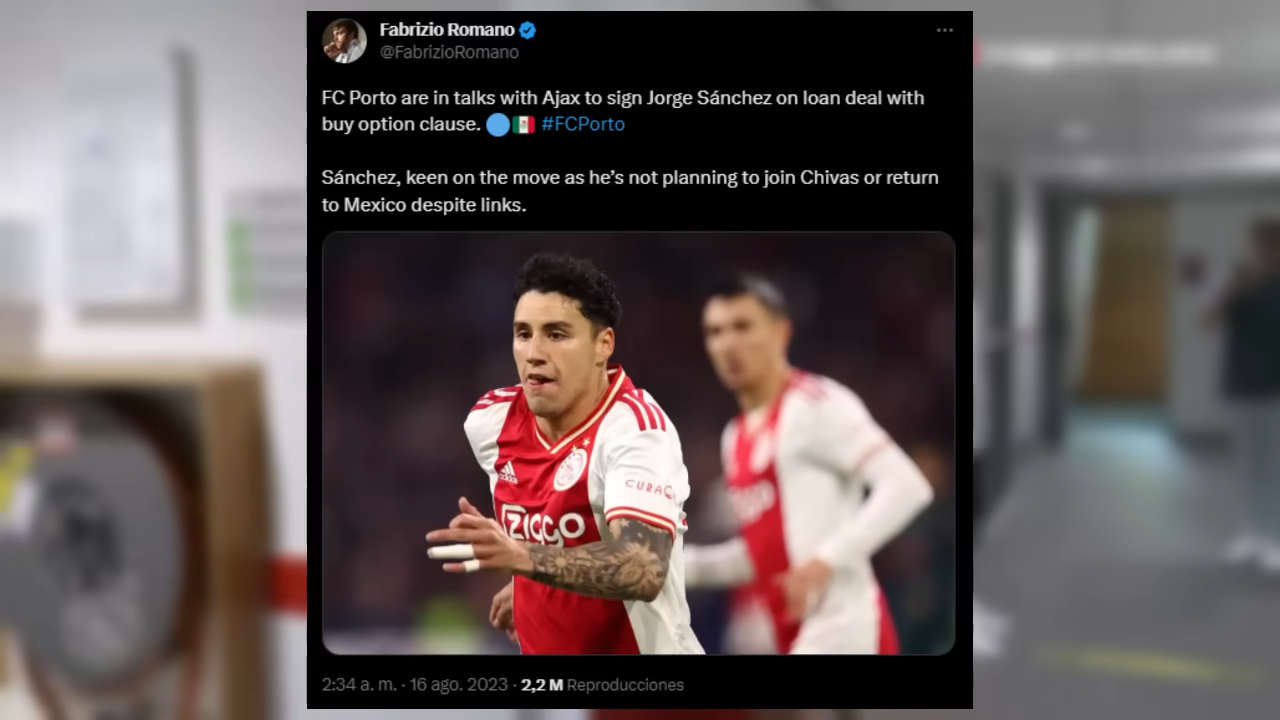 Fabrizio Romano
@FabrizioRomano
FC Porto are in talks with Ajax to sign Jorge Sánchez on loan deal with
buy option clause. 🔵🇲🇽 #FCPorto
Sánchez, keen on the move as he’s not planning to join Chivas or return
to Mexico despite links.
adidas
CURAÇ
ziggo
2:34 a. m. · 16 ago. 2023 · 2,2 M Reproducciones